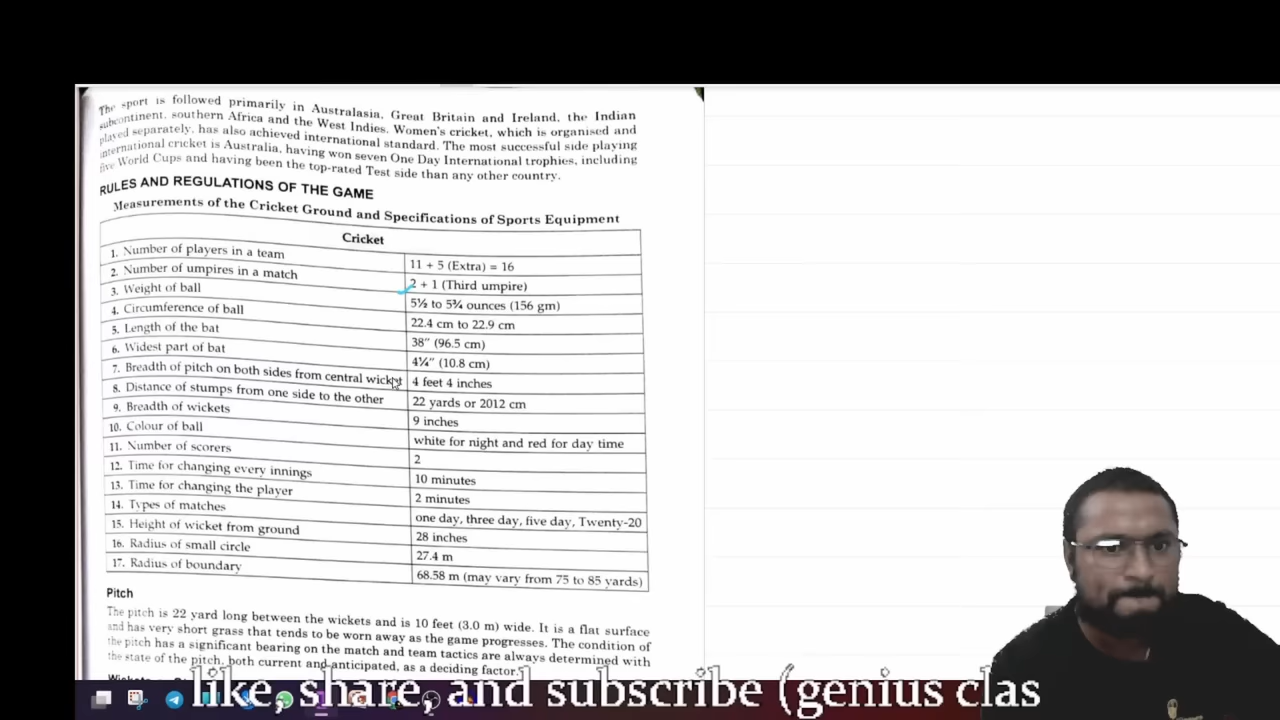 The sport is followed primarily in Australasia, Great Britain and Ireland, the Indian
subcontinent, southern Africa and the West Indies. Women's cricket, which is organised and
played separately, has also achieved international standard. The most successful side playing
international cricket is Australia, having won seven One Day International trophies, including
five World Cups and having been the top-rated Test side than any other country.
RULES AND REGULATIONS OF THE GAME
Measurements of the Cricket Ground and Specifications of Sports Equipment
Cricket
1. Number of players in a team 11 + 5 (Extra) = 16
2. Number of umpires in a match 2 + 1 (Third umpire)
3. Weight of ball 5½ to 5¾ ounces (156 gm)
4. Circumference of ball 22.4 cm to 22.9 cm
5. Length of the bat 38" (96.5 cm)
6. Widest part of bat 4¼" (10.8 cm)
7. Breadth of pitch on both sides from central wicket 4 feet 4 inches
8. Distance of stumps from one side to the other 22 yards or 2012 cm
9. Breadth of wickets 9 inches
10. Colour of ball white for night and red for day time
11. Number of scorers 2
12. Time for changing every innings 10 minutes
13. Time for changing the player 2 minutes
14. Types of matches one day, three day, five day, Twenty-20
15. Height of wicket from ground 28 inches
16. Radius of small circle 27.4 m
17. Radius of boundary 68.58 m (may vary from 75 to 85 yards)
Pitch
The pitch is 22 yard long between the wickets and is 10 feet (3.0 m) wide. It is a flat surface
and has very short grass that tends to be worn away as the game progresses. The condition of
the pitch has a significant bearing on the match and team tactics are always determined with
the state of the pitch, both current and anticipated, as a deciding factor.
like, share, and subscribe (genius clas